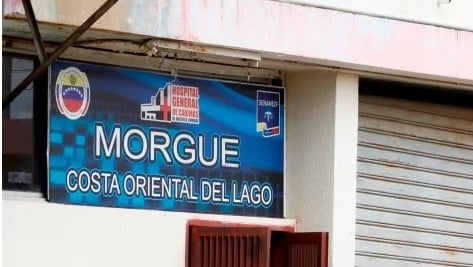 HOSPITAL
GENERAL
DE CABIMAS
SENAMECF
MORGUE
COSTA ORIENTAL DEL LAGO